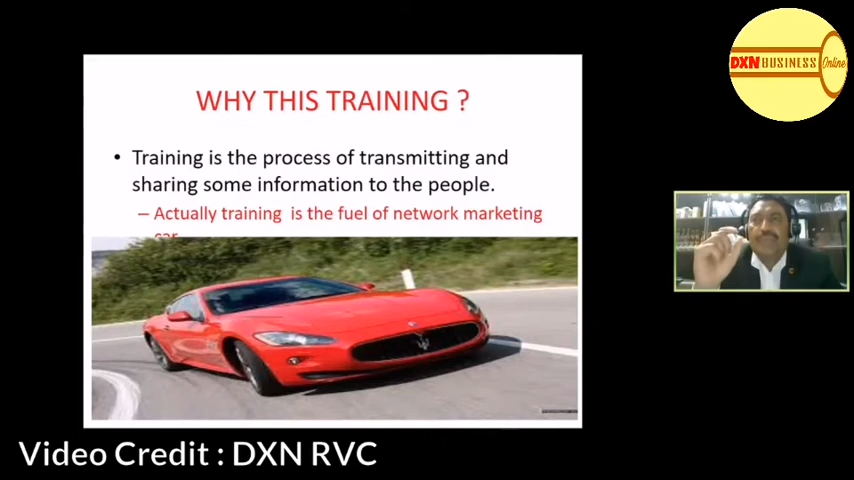 DXN BUSINESS Online
WHY THIS TRAINING ?
• Training is the process of transmitting and
sharing some information to the people.
– Actually training is the fuel of network marketing
car
Video Credit : DXN RVC